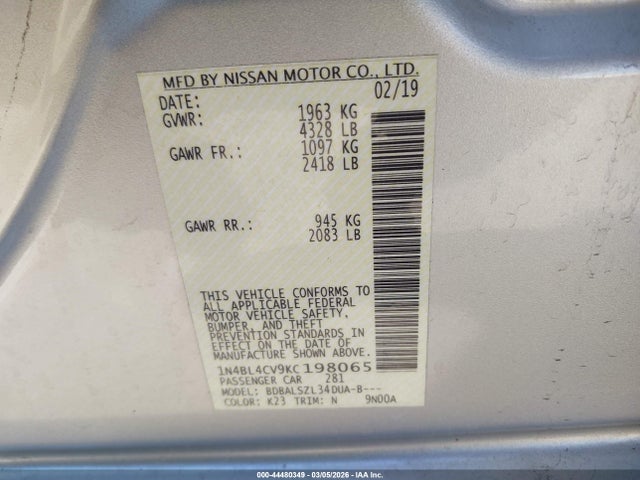 MFD BY NISSAN MOTOR CO., LTD.
DATE: 02/19
GVWR: 1963 KG
4328 LB
GAWR FR.: 1097 KG
2418 LB
GAWR RR.: 945 KG
2083 LB
THIS VEHICLE CONFORMS TO
ALL APPLICABLE FEDERAL
MOTOR VEHICLE SAFETY,
BUMPER, AND THEFT
PREVENTION STANDARDS IN
EFFECT ON THE DATE OF
MANUFACTURE SHOWN ABOVE.
1N4BL4CV9KC198065
PASSENGER CAR 281
MODEL: BDBALSZL34DUA-B---
COLOR: K23 TRIM: N 9N00A
000-44480349 - 03/05/2026 - IAA Inc.